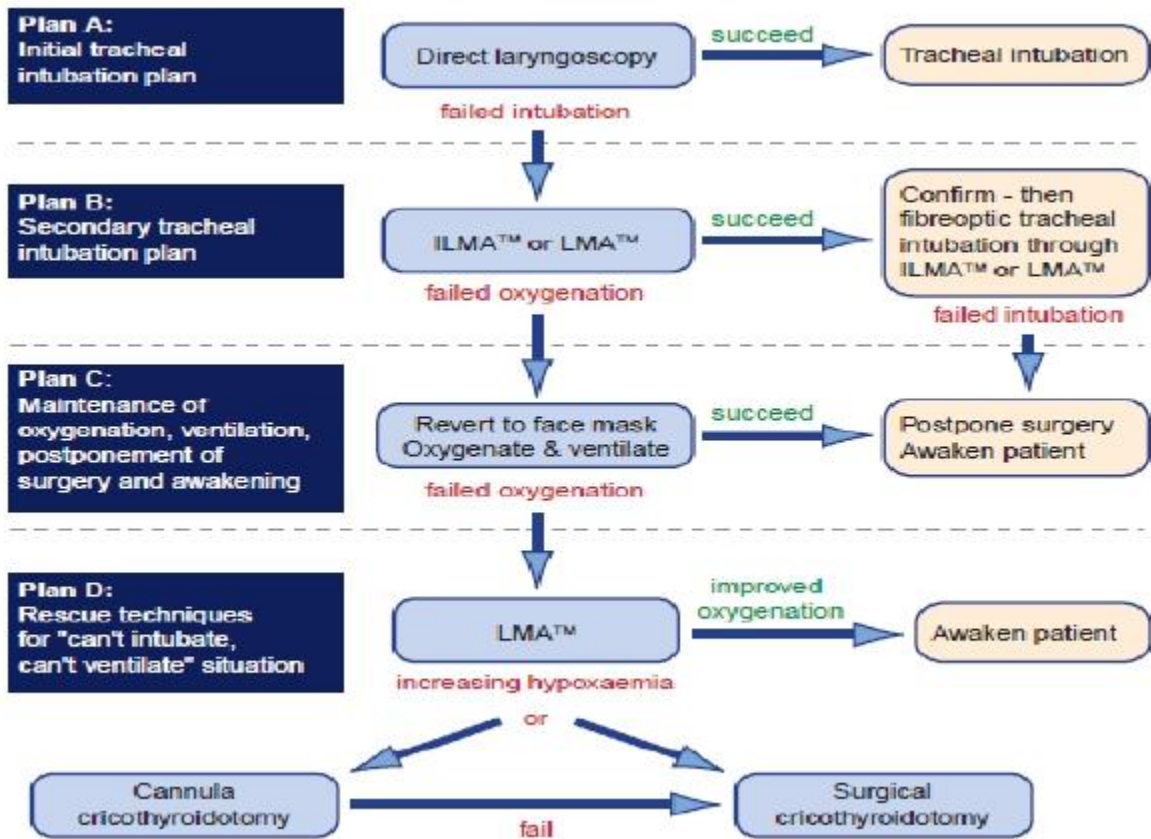 Plan A:
Initial tracheal
intubation plan
Direct laryngoscopy
succeed
Tracheal intubation
failed intubation
Plan B:
Secondary tracheal
intubation plan
ILMA™ or LMA™
succeed
Confirm - then
fibreoptic tracheal
intubation through
ILMA™ or LMA™
failed oxygenation
failed intubation
Plan C:
Maintenance of
oxygenation, ventilation,
postponement of
surgery and awakening
Revert to face mask
Oxygenate & ventilate
succeed
Postpone surgery
Awaken patient
failed oxygenation
Plan D:
Rescue techniques
for "can't intubate,
can't ventilate" situation
LMA™
improved
oxygenation
Awaken patient
increasing hypoxaemia
or
Cannula
cricothyroidotomy
fail
Surgical
cricothyroidotomy